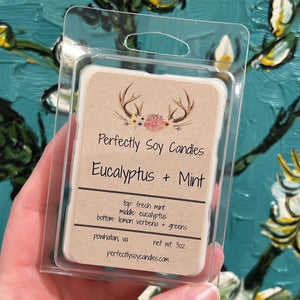 Perfectly Soy Candles
Eucalyptus + Mint
top: fresh mint
middle: eucalyptus
bottom: lemon verbena + greens
powhatan, va net wt. 3oz
perfectlysoycandles.com